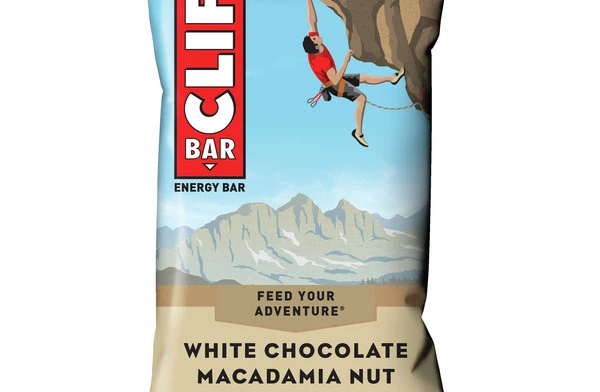 CLIF
BAR
ENERGY BAR
FEED YOUR
ADVENTURE®
WHITE CHOCOLATE
MACADAMIA NUT